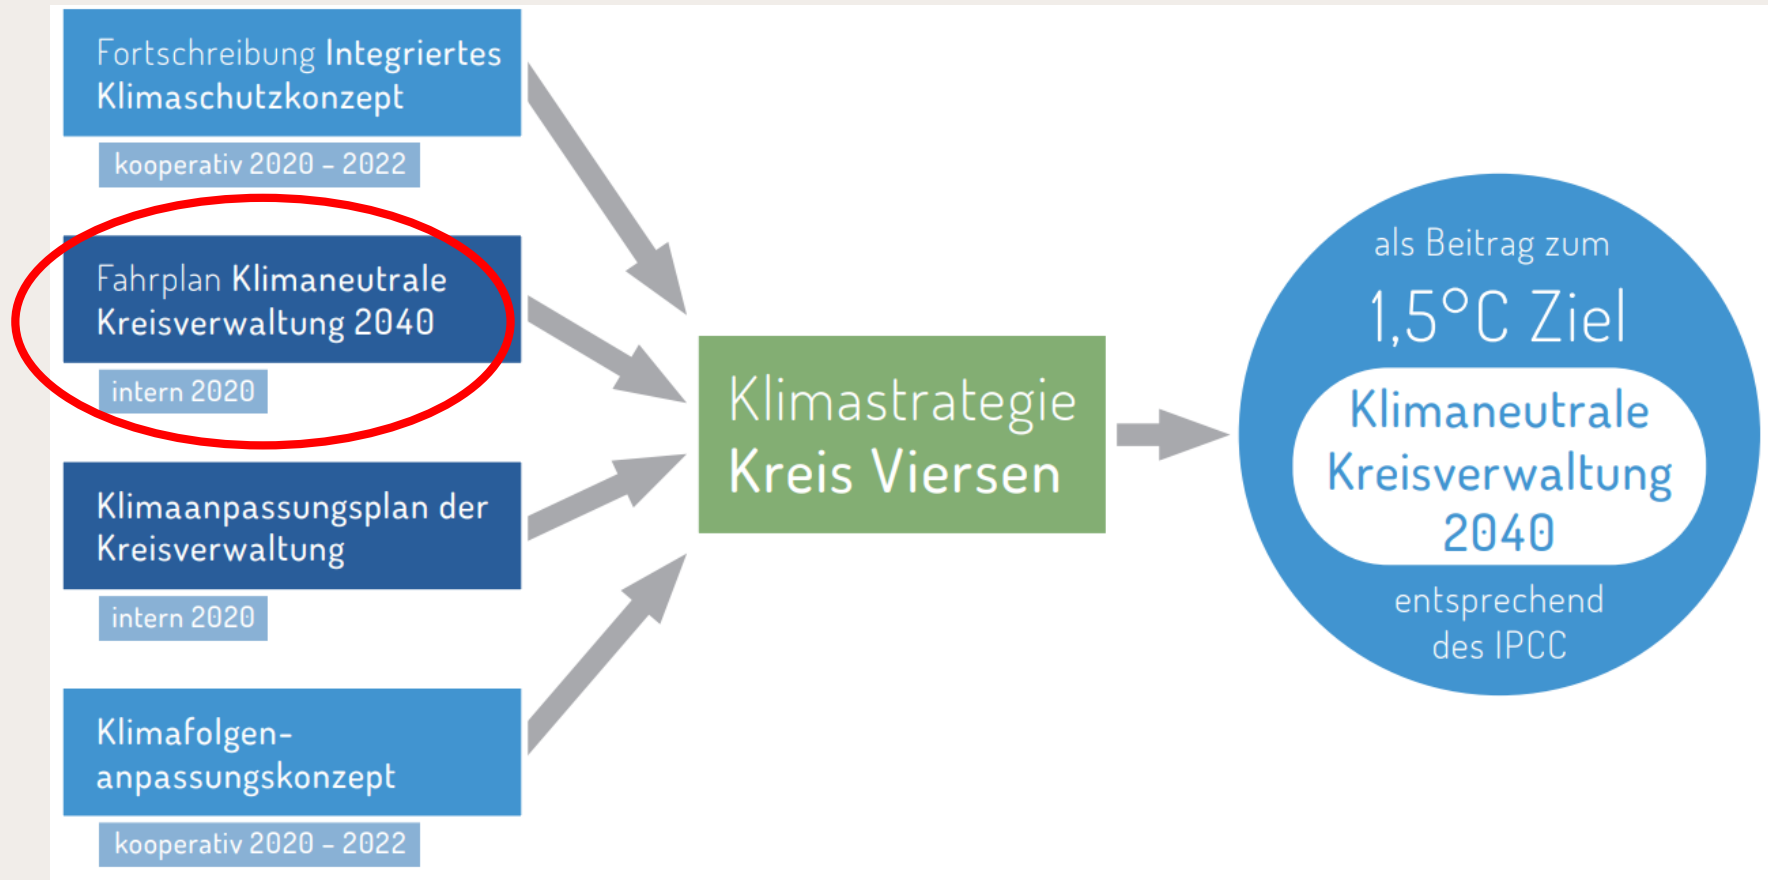 Fortschreibung Integriertes
Klimaschutzkonzept
kooperativ 2020 – 2022
Fahrplan Klimaneutrale
Kreisverwaltung 2040
intern 2020
Klimaanpassungsplan der
Kreisverwaltung
intern 2020
Klimafolgen-
anpassungskonzept
kooperativ 2020 – 2022
Klimastrategie
Kreis Viersen
als Beitrag zum
1,5°C Ziel
Klimaneutrale
Kreisverwaltung
2040
entsprechend
des IPCC